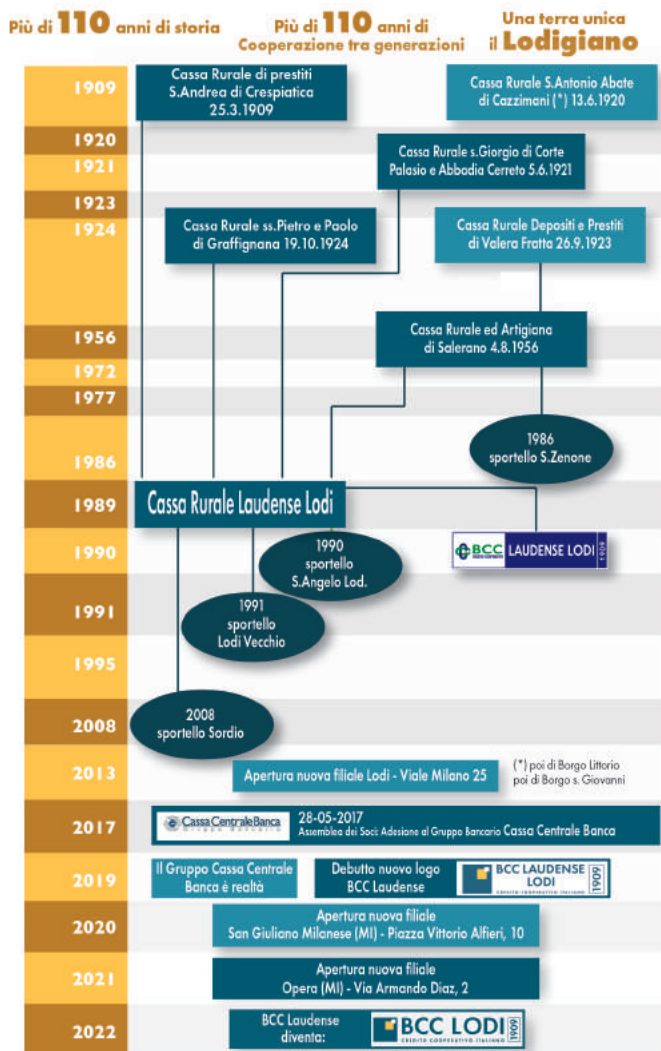 Più di 110 anni di storia
Più di 110 anni di
Cooperazione tra generazioni
Una terra unica
il Lodigiano
1909
Cassa Rurale di prestiti
S.Andrea di Crespiatica
25.3.1909
Cassa Rurale S.Antonio Abate
di Cazzimani (*) 13.6.1920
1920
1921
Cassa Rurale s.Giorgio di Corte
Palasio e Abbadia Cerreto 5.6.1921
1923
1924
Cassa Rurale ss.Pietro e Paolo
di Graffignana 19.10.1924
Cassa Rurale Depositi e Prestiti
di Valera Fratta 26.9.1923
1956
Cassa Rurale ed Artigiana
di Salerano 4.8.1956
1972
1977
1986
1986
sportello S.Zenone
1989
Cassa Rurale Laudense Lodi
1990
1990
sportello
S.Angelo Lod.
BCC
LAUDENSE LODI
1909
1991
1991
sportello
Lodi Vecchio
1995
2008
2008
sportello Sordio
2013
Apertura nuova filiale Lodi - Viale Milano 25
(*) poi di Borgo Littorio
poi di Borgo s. Giovanni
2017
Cassa Centrale Banca
28-05-2017
Assemblea dei Soci: Adesione al Gruppo Bancario Cassa Centrale Banca
2019
Il Gruppo Cassa Centrale
Banca è realtà
Debutto nuovo logo
BCC Laudense
BCC LAUDENSE
LODI
CREDITO COOPERATIVO ITALIANO
1909
2020
Apertura nuova filiale
San Giuliano Milanese (MI) - Piazza Vittorio Alfieri, 10
2021
Apertura nuova filiale
Opera (MI) - Via Armando Diaz, 2
2022
BCC Laudense
diventa:
BCC LODI
CREDITO COOPERATIVO ITALIANO
1909